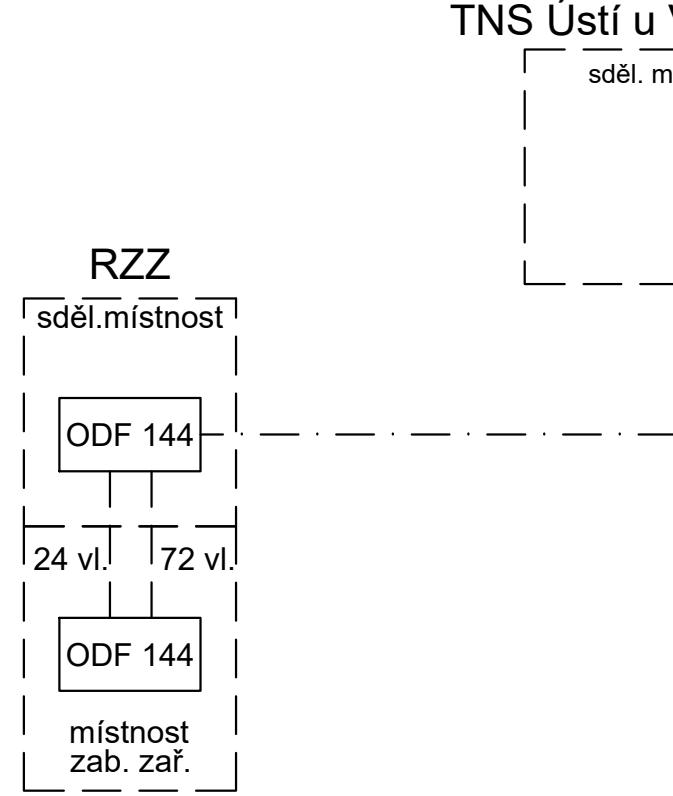 TNS Ústí u
sděl. m
RZZ
sděl.místnost
ODF 144
24 vl.
72 vl.
ODF 144
místnost
zab. zař.